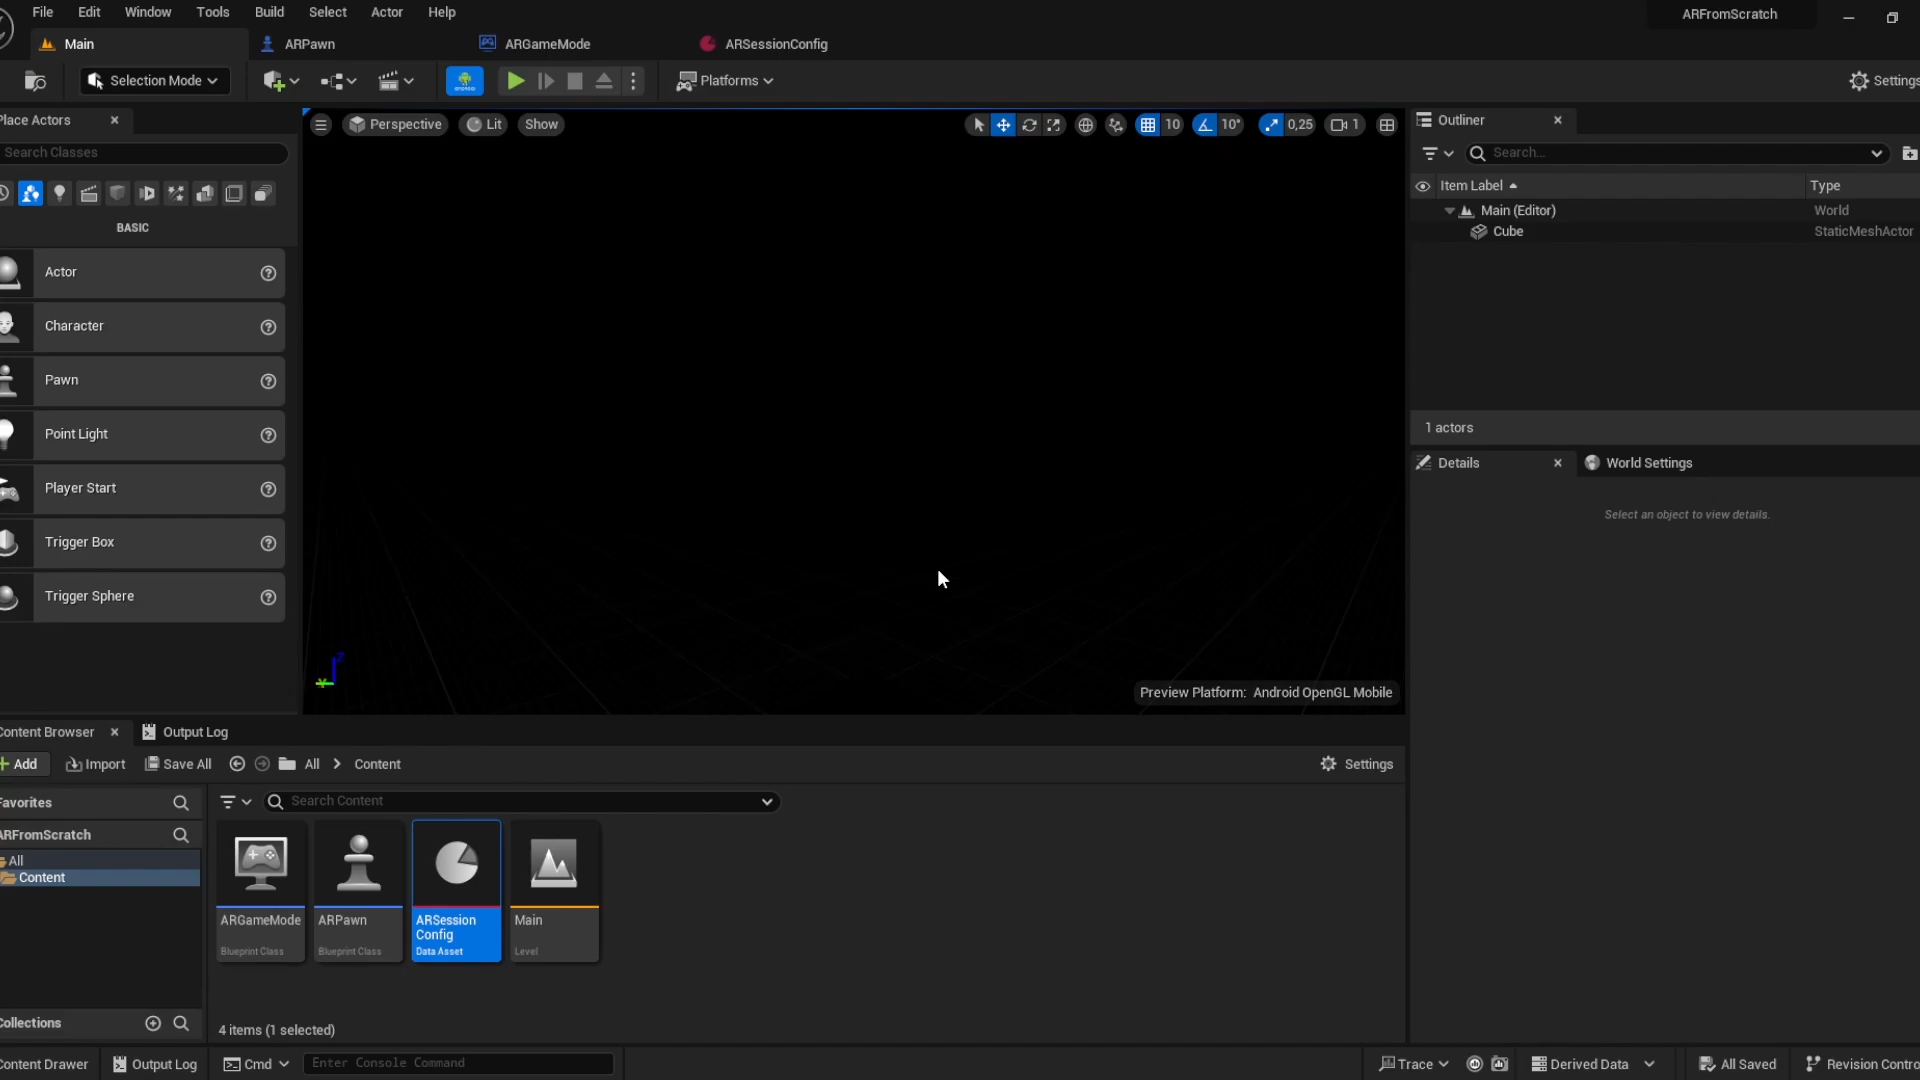 File Edit Window Tools Build Select Actor Help
ARFromScratch
Main
ARPawn
ARGameMode
ARSessionConfig
Selection Mode
Platforms
Settings
Place Actors
Search Classes
BASIC
Actor
Character
Pawn
Point Light
Player Start
Trigger Box
Trigger Sphere
Perspective
Lit
Show
10
10°
0,25
1
Preview Platform: Android OpenGL Mobile
Outliner
Search...
Item Label
Type
Main (Editor)
World
Cube
StaticMeshActor
1 actors
Details
World Settings
Select an object to view details.
Content Browser
Output Log
Add
Import
Save All
All
Content
Settings
Favorites
ARFromScratch
All
Content
Collections
Search Content
ARGameMode
Blueprint Class
ARPawn
Blueprint Class
ARSession
Config
Data Asset
Main
Level
4 items (1 selected)
Content Drawer
Output Log
Cmd
Enter Console Command
Trace
Derived Data
All Saved
Revision Contro